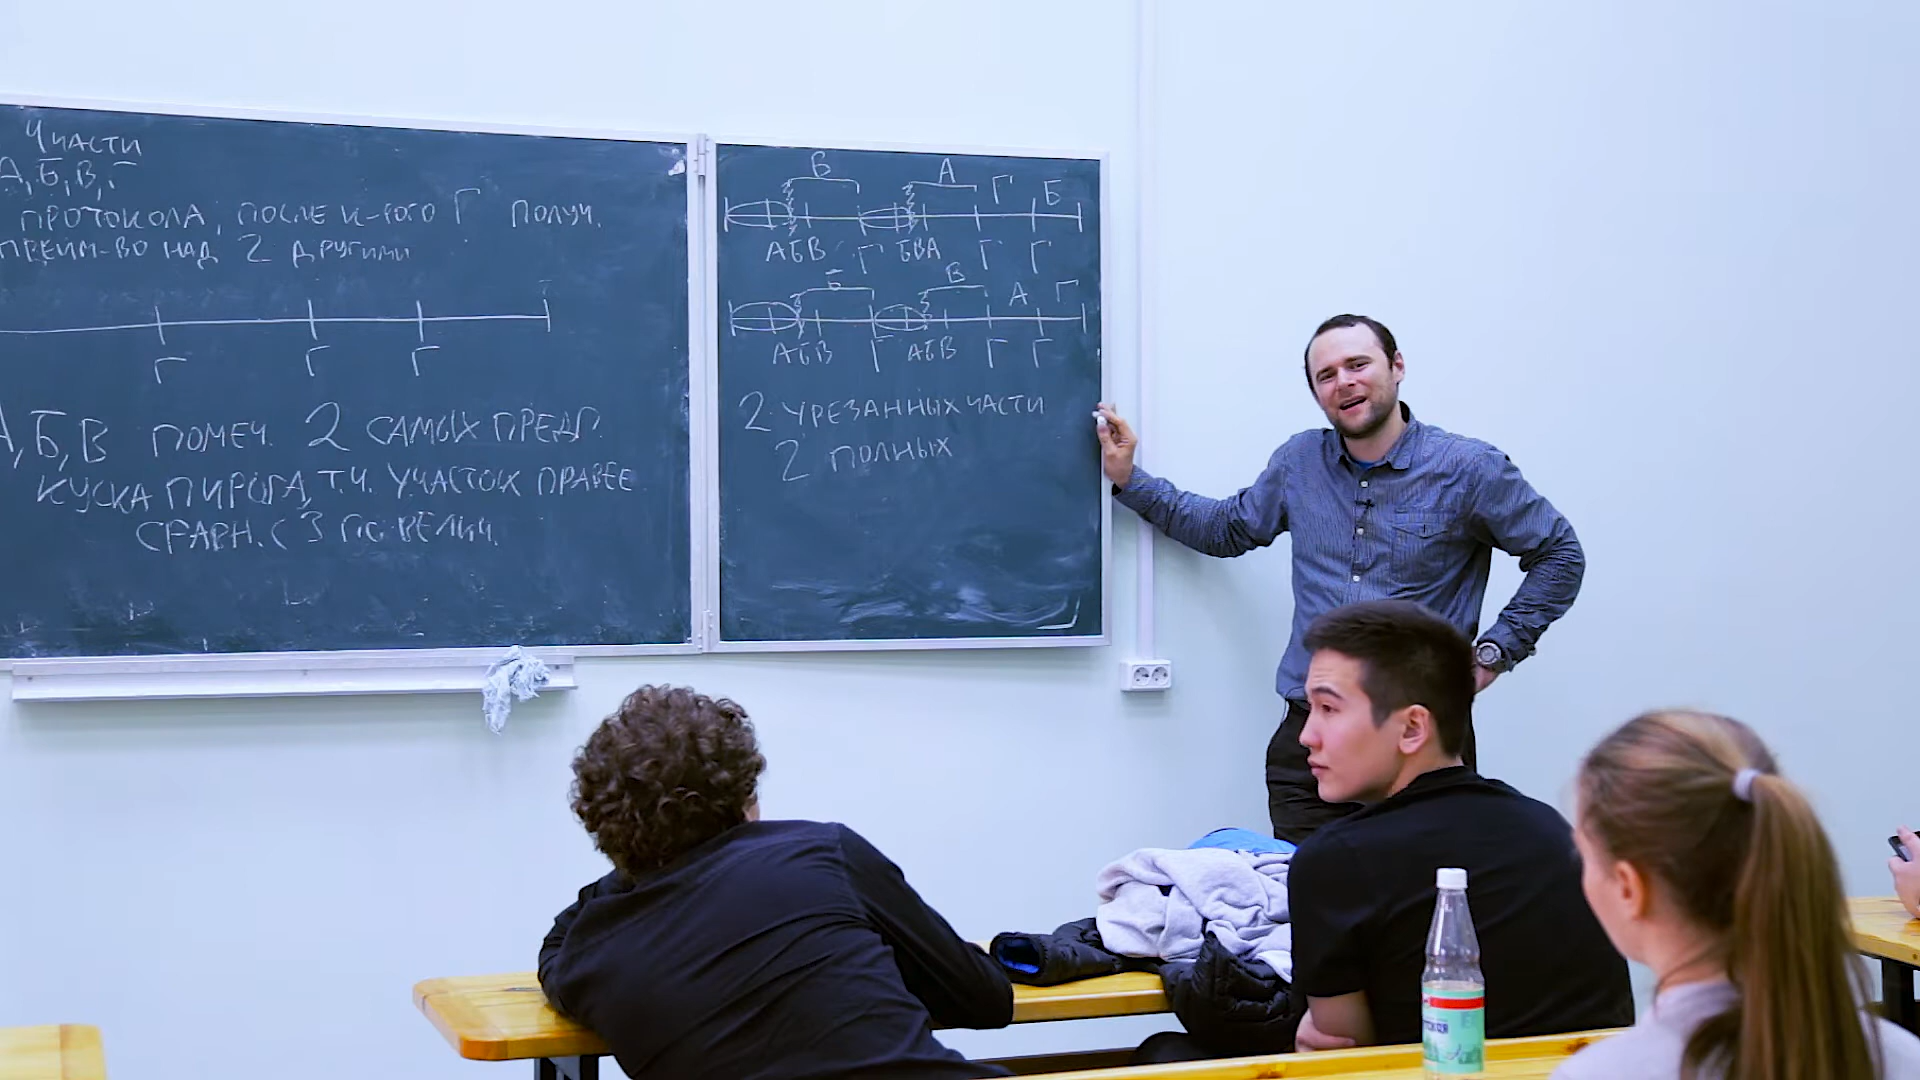 4 ЧАСТИ
А, Б, В, Г
ПРОТОКОЛА, ПОСЛЕ К-РОГО Г ПОЛУЧ.
ПРЕИМ-ВО НАД 2 ДРУГИМИ
Г Г Г
А, Б, В ПОМЕЧ. 2 САМЫХ ПРЕДП.
КУСКА ПИРОГА, Т.Ч. УЧАСТОК ПРАВЕЕ
СРАВН. С 3 ПО ВЕЛИЧ.
Б А Г Б
АБВ Г БВА Г Г
Б В А Г
АБВ Г АБВ Г Г
2 УРЕЗАННЫХ ЧАСТИ
2 ПОЛНЫХ